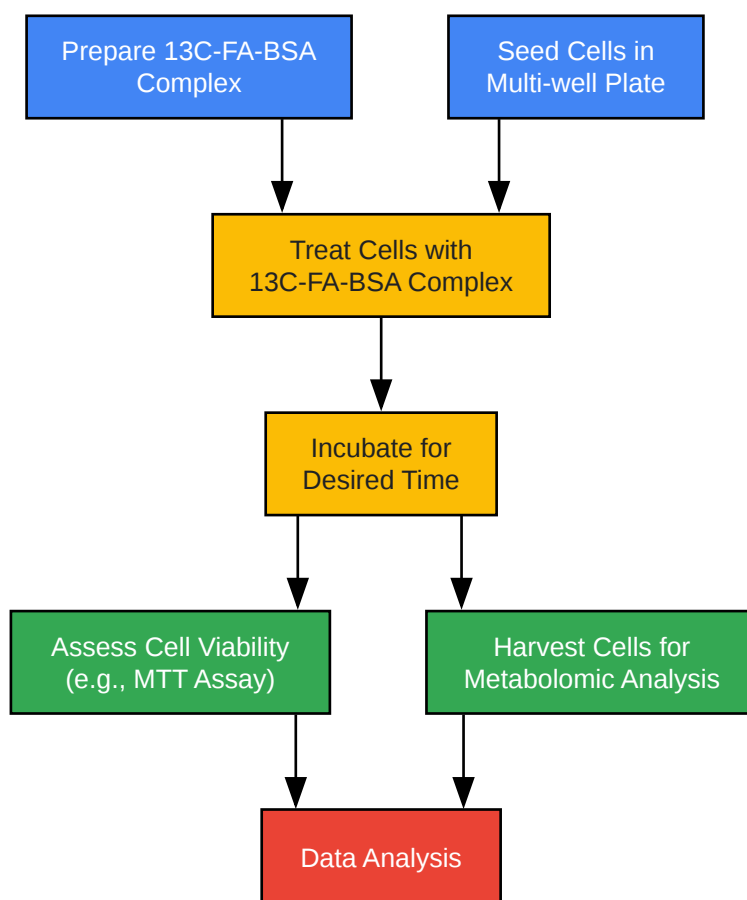 Prepare 13C-FA-BSA
Complex
Seed Cells in
Multi-well Plate
Treat Cells with
13C-FA-BSA Complex
Incubate for
Desired Time
Assess Cell Viability
(e.g., MTT Assay)
Harvest Cells for
Metabolomic Analysis
Data Analysis